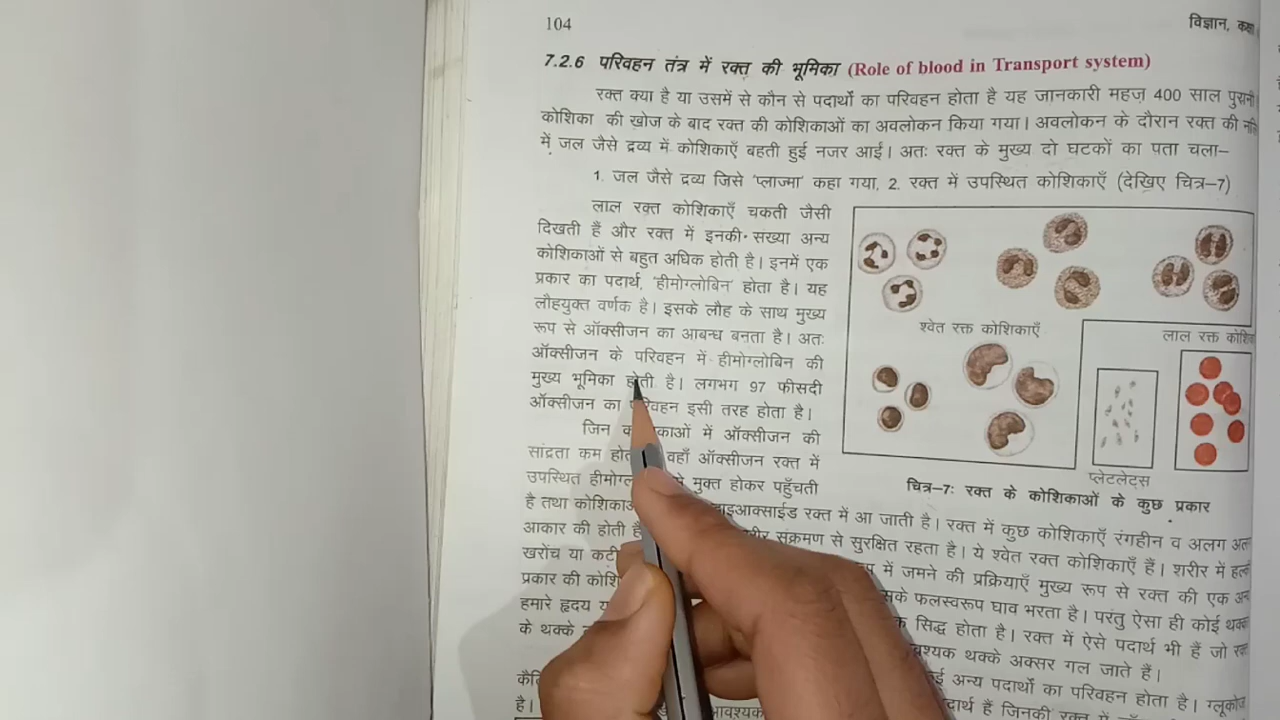 104
विज्ञान, कक्षा
7.2.6 परिवहन तंत्र में रक्त की भूमिका (Role of blood in Transport system)
रक्त क्या है या उसमें से कौन से पदार्थो का परिवहन होता है यह जानकारी महज़ 400 साल पुरानी
कोशिका की खोज के बाद रक्त की कोशिकाओं का अवलोकन किया गया। अवलोकन के दौरान रक्त की
में जल जैसे द्रव्य में कोशिकाएँ बहती हुई नजर आईं। अतः रक्त के मुख्य दो घटकों का पता चला–
1. जल जैसे द्रव्य जिसे 'प्लाज्मा' कहा गया, 2. रक्त में उपस्थित कोशिकाएँ (देखिए चित्र–7)
लाल रक्त कोशिकाएँ चकती जैसी
दिखती हैं और रक्त में इनकी संख्या अन्य
कोशिकाओं से बहुत अधिक होती है। इनमें एक
प्रकार का पदार्थ, 'हीमोग्लोबिन' होता है। यह
लौहयुक्त वर्णक है। इसके लौह के साथ मुख्य
रूप से ऑक्सीजन का आबन्ध बनता है। अतः
ऑक्सीजन के परिवहन में हीमोग्लोबिन की
मुख्य भूमिका होती है। लगभग 97 फीसदी
ऑक्सीजन का परिवहन इसी तरह होता है।
श्वेत रक्त कोशिकाएँ
लाल रक्त
प्लेटलेट्स
चित्र–7: रक्त के कोशिकाओं के कुछ प्रकार
जिन में ऑक्सीजन की
सांद्रता कम वहाँ ऑक्सीजन रक्त में
उपस्थित मुक्त होकर पहुँचती
है तथा रक्त में आ जाती है। रक्त में कुछ कोशिकाएँ रंगहीन व अलग
आकार की होती संक्रमण से सुरक्षित रहता है। ये श्वेत रक्त कोशिकाएँ हैं। शरीर में
खरोंच या में जमने की प्रक्रियाएँ मुख्य रूप से रक्त की एक
प्रकार की फलस्वरूप घाव भरता है। परंतु ऐसा ही कोई
हमारे हृदय सिद्ध होता है। रक्त में ऐसे पदार्थ भी हैं जो
के थक्के थक्के अक्सर गल जाते हैं।
अन्य पदार्थों का परिवहन होता है।
है। हैं जिनकी रक्त में